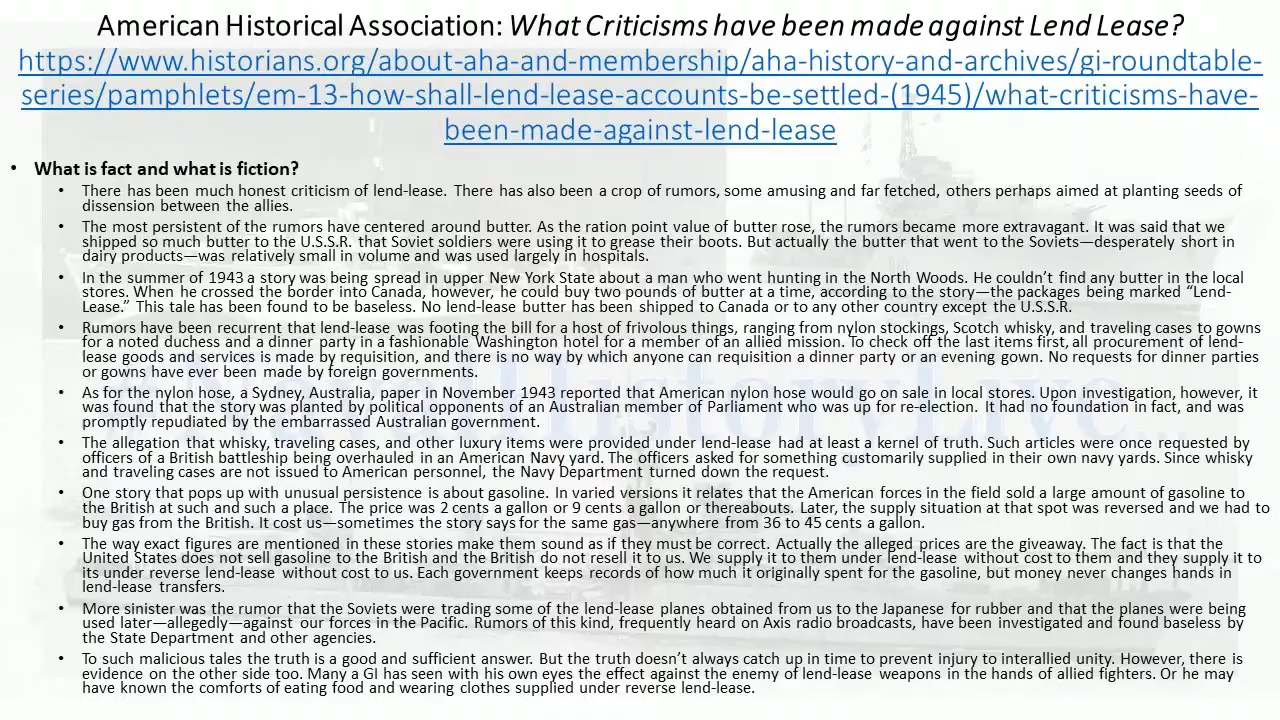 American Historical Association: What Criticisms have been made against Lend Lease?
https://www.historians.org/about-aha-and-membership/aha-history-and-archives/gi-roundtable-
series/pamphlets/em-13-how-shall-lend-lease-accounts-be-settled-(1945)/what-criticisms-have-
been-made-against-lend-lease
• What is fact and what is fiction?
• There has been much honest criticism of lend-lease. There has also been a crop of rumors, some amusing and far fetched, others perhaps aimed at planting seeds of
dissension between the allies.
• The most persistent of the rumors have centered around butter. As the ration point value of butter rose, the rumors became more extravagant. It was said that we
shipped so much butter to the U.S.S.R. that Soviet soldiers were using it to grease their boots. But actually the butter that went to the Soviets—desperately short in
dairy products—was relatively small in volume and was used largely in hospitals.
• In the summer of 1943 a story was being spread in upper New York State about a man who went hunting in the North Woods. He couldn't find any butter in the local
stores. When he crossed the border into Canada, however, he could buy two pounds of butter at a time, according to the story—the packages being marked "Lend-
Lease." This tale has been found to be baseless. No lend-lease butter has been shipped to Canada or to any other country except the U.S.S.R.
• Rumors have been recurrent that lend-lease was footing the bill for a host of frivolous things, ranging from nylon stockings, Scotch whisky, and traveling cases to gowns
for a noted duchess and a dinner party in a fashionable Washington hotel for a member of an allied mission. To check off the last items first, all procurement of lend-
lease goods and services is made by requisition, and there is no way by which anyone can requisition a dinner party or an evening gown. No requests for dinner parties
or gowns have ever been made by foreign governments.
• As for the nylon hose, a Sydney, Australia, paper in November 1943 reported that American nylon hose would go on sale in local stores. Upon investigation, however, it
was found that the story was planted by political opponents of an Australian member of Parliament who was up for re-election. It had no foundation in fact, and was
promptly repudiated by the embarrassed Australian government.
• The allegation that whisky, traveling cases, and other luxury items were provided under lend-lease had at least a kernel of truth. Such articles were once requested by
officers of a British battleship being overhauled in an American Navy yard. The officers asked for something customarily supplied in their own navy yards. Since whisky
and traveling cases are not issued to American personnel, the Navy Department turned down the request.
• One story that pops up with unusual persistence is about gasoline. In varied versions it relates that the American forces in the field sold a large amount of gasoline to
the British at such and such a place. The price was 2 cents a gallon or 9 cents a gallon or thereabouts. Later, the supply situation at that spot was reversed and we had to
buy gas from the British. It cost us—sometimes the story says for the same gas—anywhere from 36 to 45 cents a gallon.
• The way exact figures are mentioned in these stories make them sound as if they must be correct. Actually the alleged prices are the giveaway. The fact is that the
United States does not sell gasoline to the British and the British do not resell it to us. We supply it to them under lend-lease without cost to them and they supply it to
its under reverse lend-lease without cost to us. Each government keeps records of how much it originally spent for the gasoline, but money never changes hands in
lend-lease transfers.
• More sinister was the rumor that the Soviets were trading some of the lend-lease planes obtained from us to the Japanese for rubber and that the planes were being
used later—allegedly—against our forces in the Pacific. Rumors of this kind, frequently heard on Axis radio broadcasts, have been investigated and found baseless by
the State Department and other agencies.
• To such malicious tales the truth is a good and sufficient answer. But the truth doesn't always catch up in time to prevent injury to interallied unity. However, there is
evidence on the other side too. Many a GI has seen with his own eyes the effect against the enemy of lend-lease weapons in the hands of allied fighters. Or he may
have known the comforts of eating food and wearing clothes supplied under reverse lend-lease.